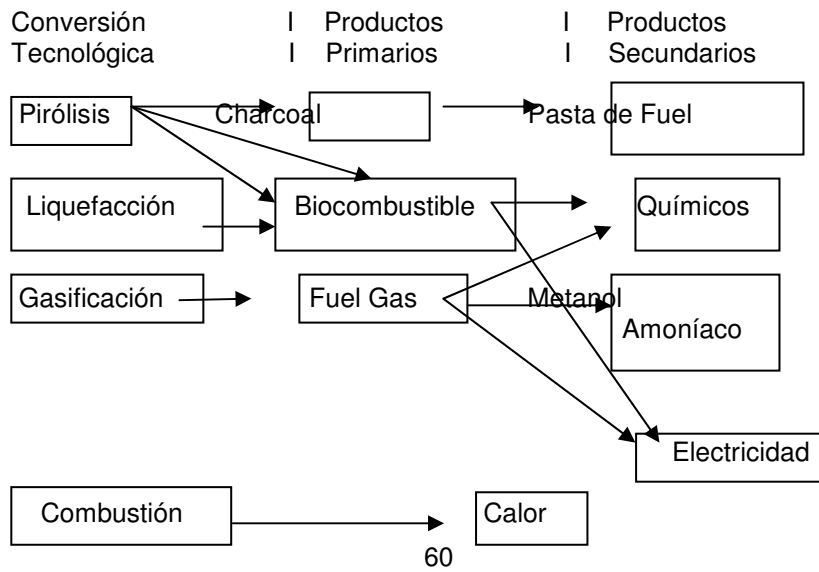 Conversión I Productos I Productos
Tecnológica I Primarios I Secundarios
Pirólisis Charcoal Pasta de Fuel
Liquefacción Biocombustible Químicos
Gasificación Fuel Gas Metanol
Amoníaco
Electricidad
Combustión Calor
60